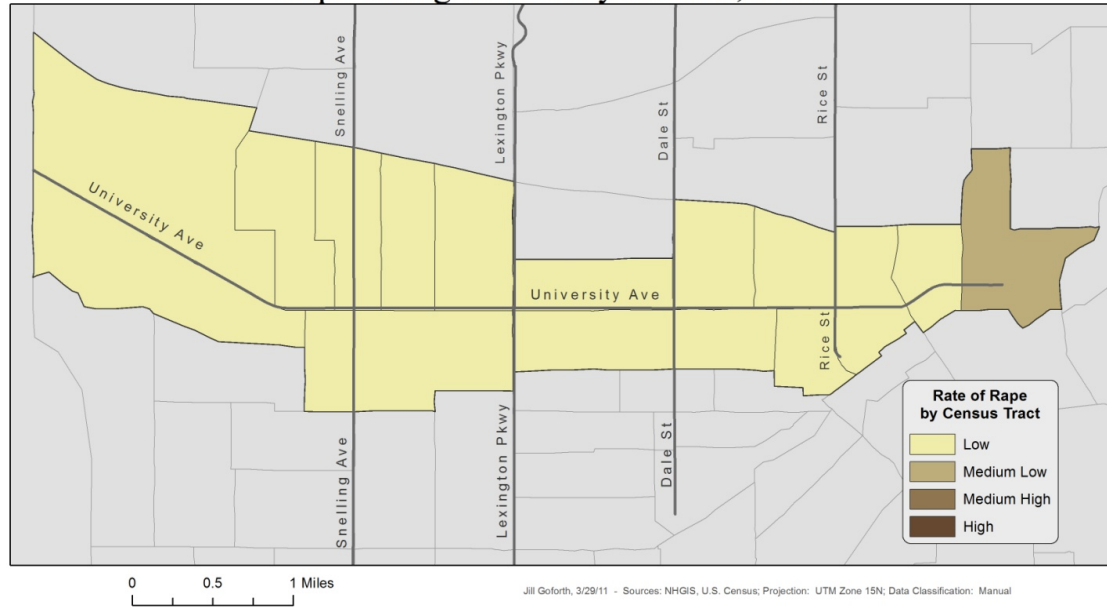 Snelling Ave
Lexington Pkwy
Dale St
Rice St
University Ave
University Ave
Rice St
Snelling Ave
Lexington Pkwy
Dale St
Rate of Rape
by Census Tract
Low
Medium Low
Medium High
High
0 0.5 1 Miles
Jill Goforth, 3/29/11 - Sources: NHGIS, U.S. Census; Projection: UTM Zone 15N; Data Classification: Manual